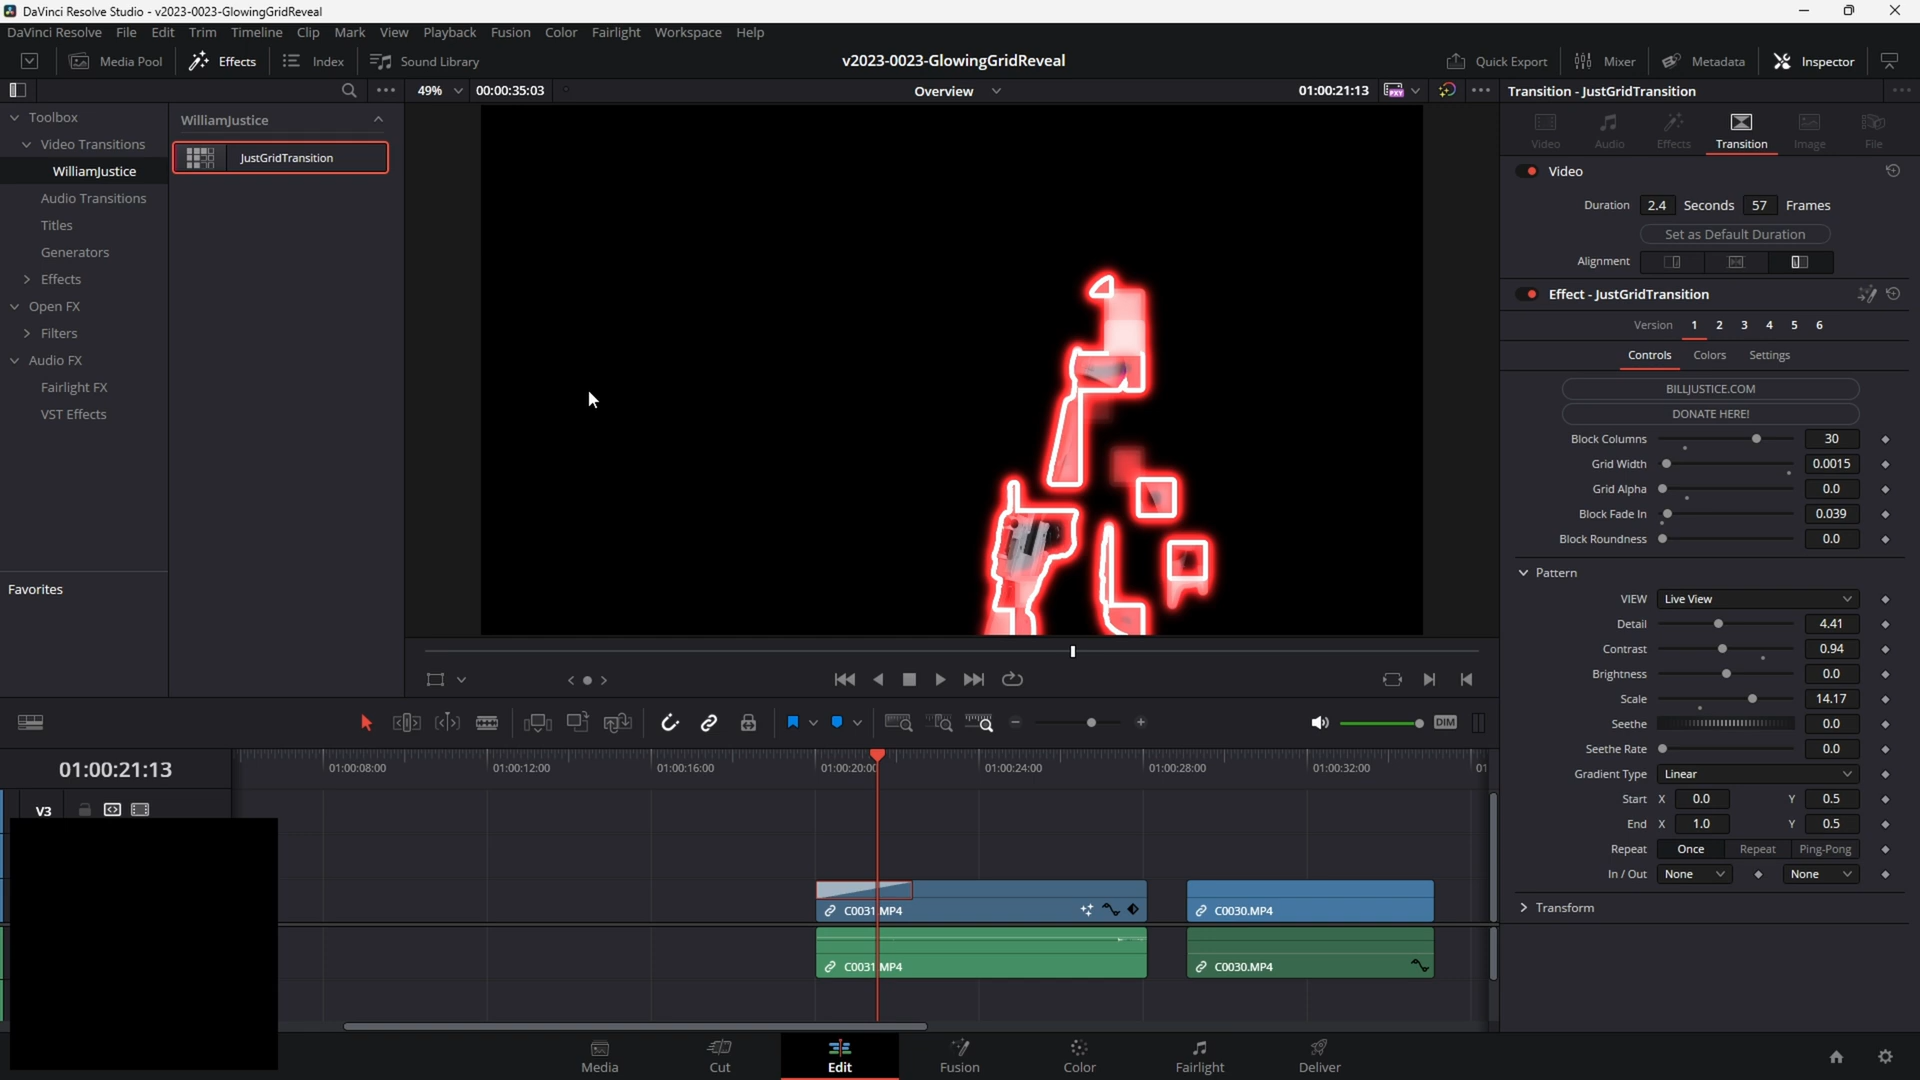 DaVinci Resolve Studio - v2023-0023-GlowingGridReveal
DaVinci Resolve File Edit Trim Timeline Clip Mark View Playback Fusion Color Fairlight Workspace Help
Media Pool Effects Index Sound Library v2023-0023-GlowingGridReveal Quick Export Mixer Metadata Inspector
49% 00:00:35:03 Overview 01:00:21:13 PXY Transition - JustGridTransition
Toolbox
Video Transitions
WilliamJustice
Audio Transitions
Titles
Generators
Effects
Open FX
Filters
Audio FX
Fairlight FX
VST Effects
Favorites
WilliamJustice
JustGridTransition
Video Audio Effects Transition Image File
Video
Duration 2.4 Seconds 57 Frames
Set as Default Duration
Alignment
Effect - JustGridTransition
Version 1 2 3 4 5 6
Controls Colors Settings
BILLJUSTICE.COM
DONATE HERE!
Block Columns 30
Grid Width 0.0015
Grid Alpha 0.0
Block Fade In 0.039
Block Roundness 0.0
Pattern
VIEW Live View
Detail 4.41
Contrast 0.94
Brightness 0.0
Scale 14.17
Seethe 0.0
Seethe Rate 0.0
Gradient Type Linear
Start X 0.0 Y 0.5
End X 1.0 Y 0.5
Repeat Once Repeat Ping-Pong
In / Out None None
Transform
DIM
01:00:21:13
01:00:08:00 01:00:12:00 01:00:16:00 01:00:20:00 01:00:24:00 01:00:28:00 01:00:32:00 01
V3
C0031.MP4 C0030.MP4
C0031.MP4 C0030.MP4
Media Cut Edit Fusion Color Fairlight Deliver